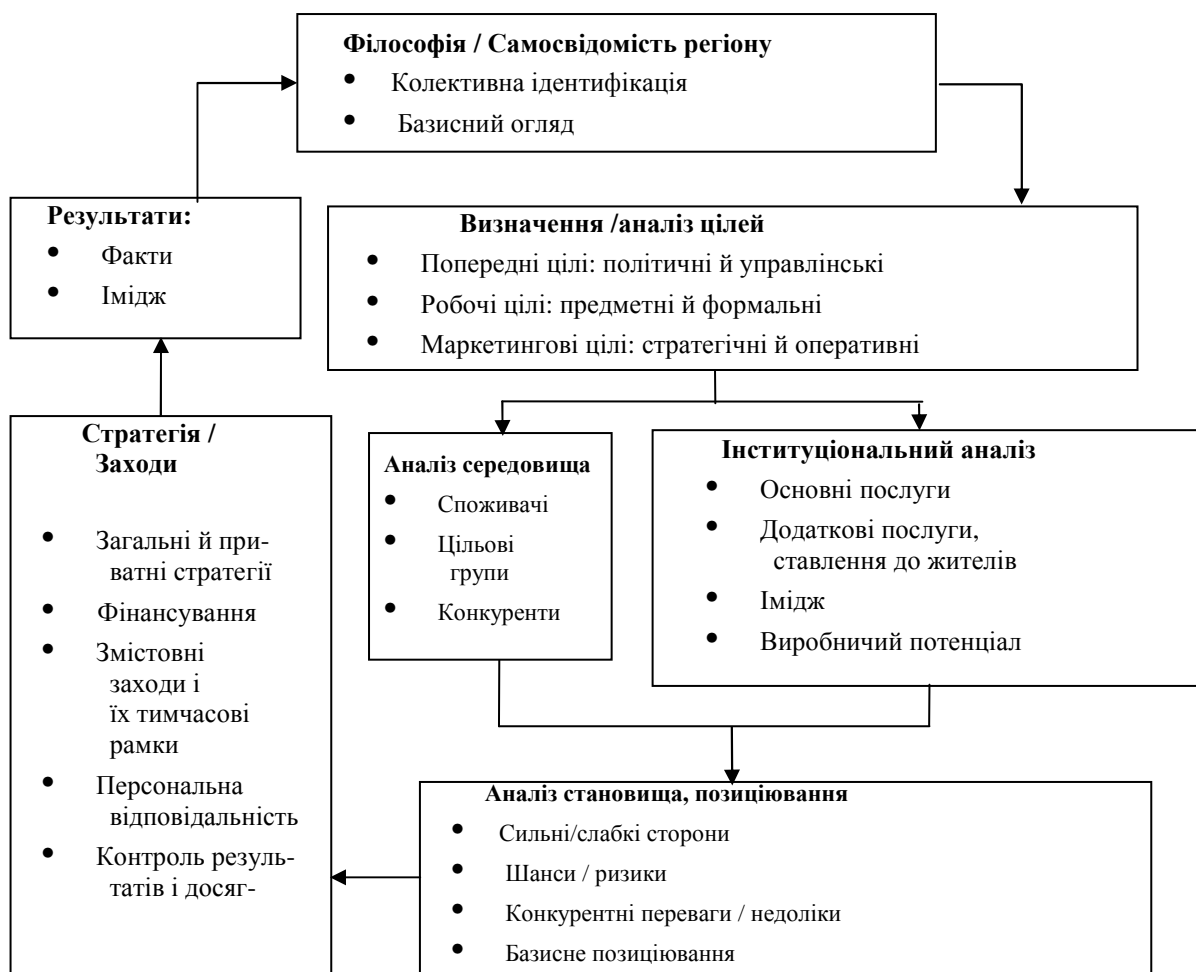 Філософія / Самосвідомість регіону
• Колективна ідентифікація
• Базисний огляд
Результати:
• Факти
• Імідж
Визначення /аналіз цілей
• Попередні цілі: політичні й управлінські
• Робочі цілі: предметні й формальні
• Маркетингові цілі: стратегічні й оперативні
Стратегія /
Заходи
• Загальні й при-
ватні стратегії
• Фінансування
• Змістовні
заходи і
їх тимчасові
рамки
• Персональна
відповідальність
• Контроль резуль-
татів і досяг-
Аналіз середовища
• Споживачі
• Цільові
групи
• Конкуренти
Інституціональний аналіз
• Основні послуги
• Додаткові послуги,
ставлення до жителів
• Імідж
• Виробничий потенціал
Аналіз становища, позиціювання
• Сильні/слабкі сторони
• Шанси / ризики
• Конкурентні переваги / недоліки
• Базисне позиціювання